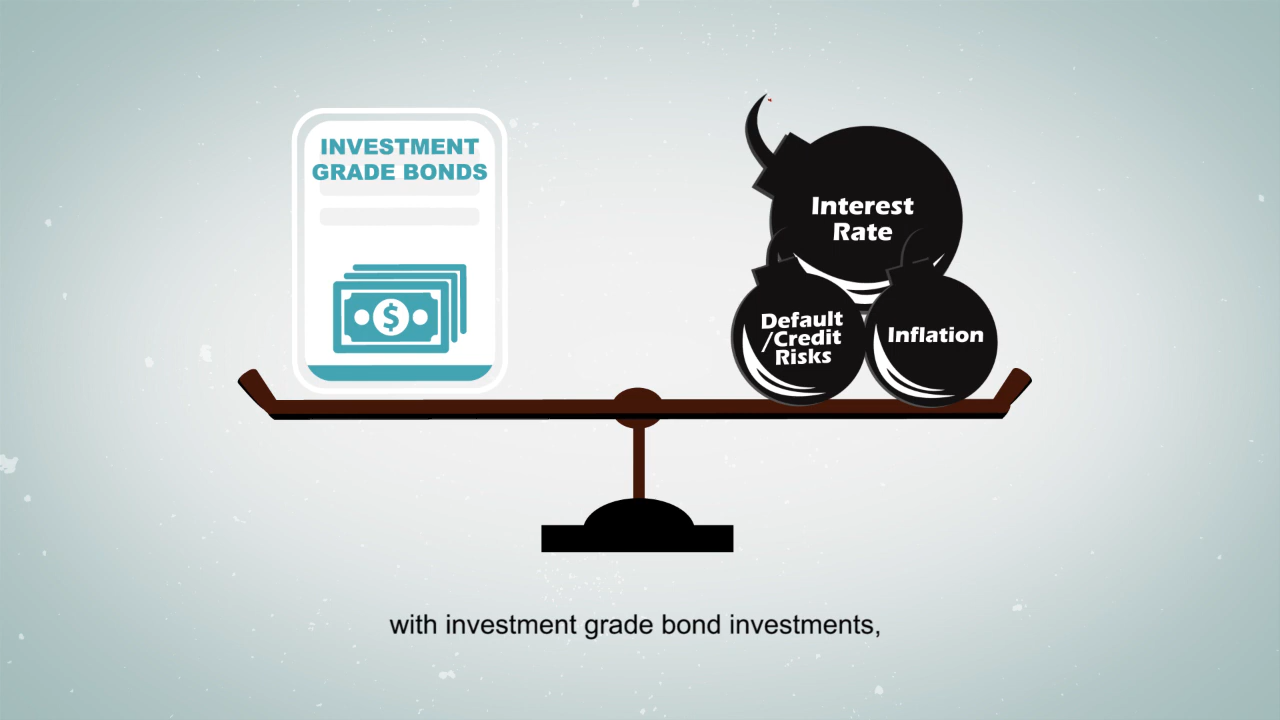 INVESTMENT
GRADE BONDS
$
Interest
Rate
Default
/Credit
Risks
Inflation
with investment grade bond investments,